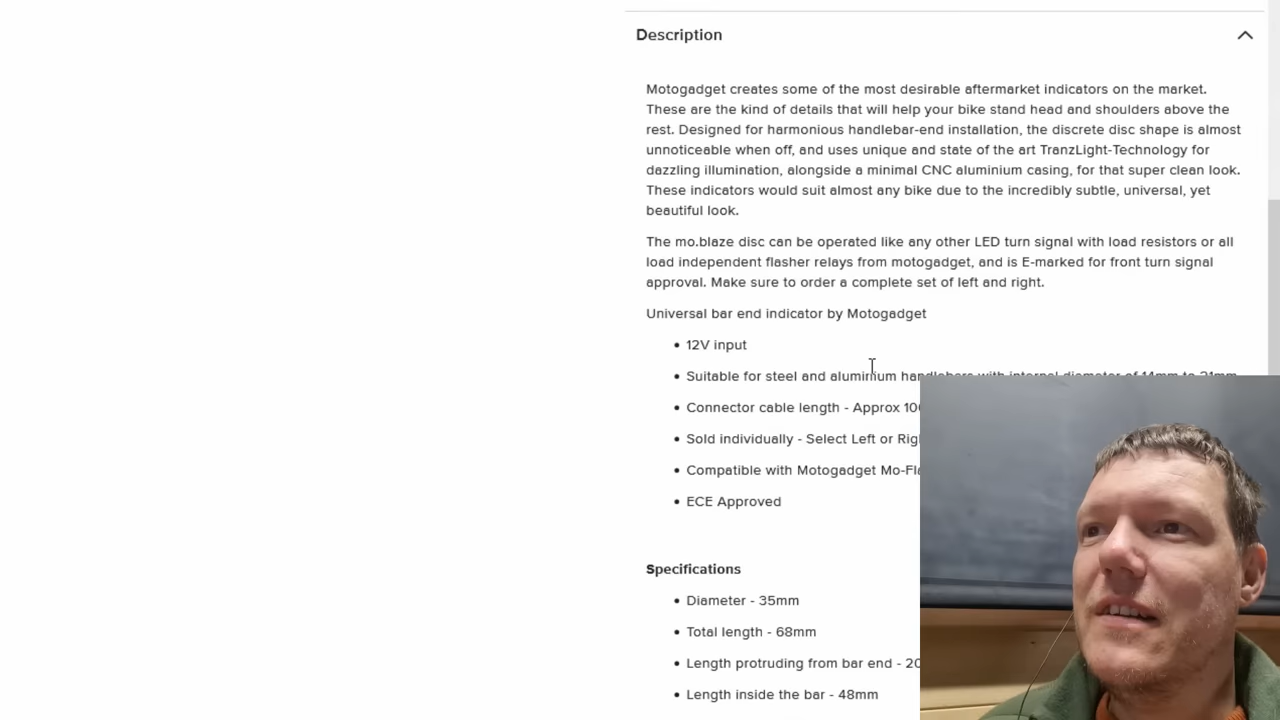 Description
Motogadget creates some of the most desirable aftermarket indicators on the market.
These are the kind of details that will help your bike stand head and shoulders above the
rest. Designed for harmonious handlebar-end installation, the discrete disc shape is almost
unnoticeable when off, and uses unique and state of the art TranzLight-Technology for
dazzling illumination, alongside a minimal CNC aluminium casing, for that super clean look.
These indicators would suit almost any bike due to the incredibly subtle, universal, yet
beautiful look.
The mo.blaze disc can be operated like any other LED turn signal with load resistors or all
load independent flasher relays from motogadget, and is E-marked for front turn signal
approval. Make sure to order a complete set of left and right.
Universal bar end indicator by Motogadget
• 12V input
• Suitable for steel and aluminium handlebars with internal diameter of 14mm to 21mm
• Connector cable length - Approx
• Sold individually - Select Left or
• Compatible with Motogadget
• ECE Approved
Specifications
• Diameter - 35mm
• Total length - 68mm
• Length protruding from bar end -
• Length inside the bar - 48mm